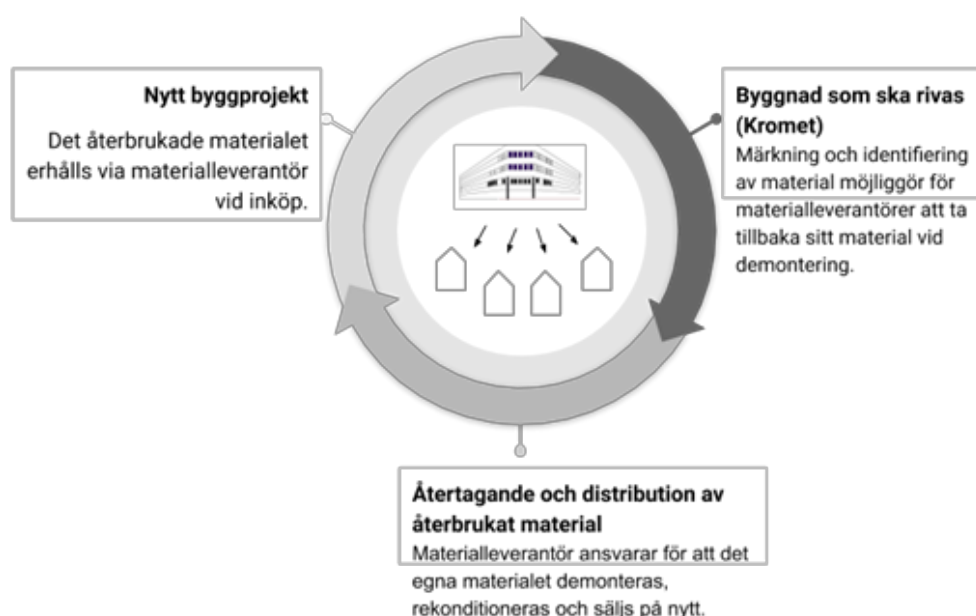 Nytt byggprojekt
Det återbrukade materialet
erhålls via materialleverantör
vid inköp.
Byggnad som ska rivas
(Kromet)
Märkning och identifiering
av material möjliggör för
materialleverantörer att ta
tillbaka sitt material vid
demontering.
Återtagande och distribution av
återbrukat material
Materialleverantör ansvarar för att det
egna materialet demonteras,
rekonditioneras och säljs på nytt.